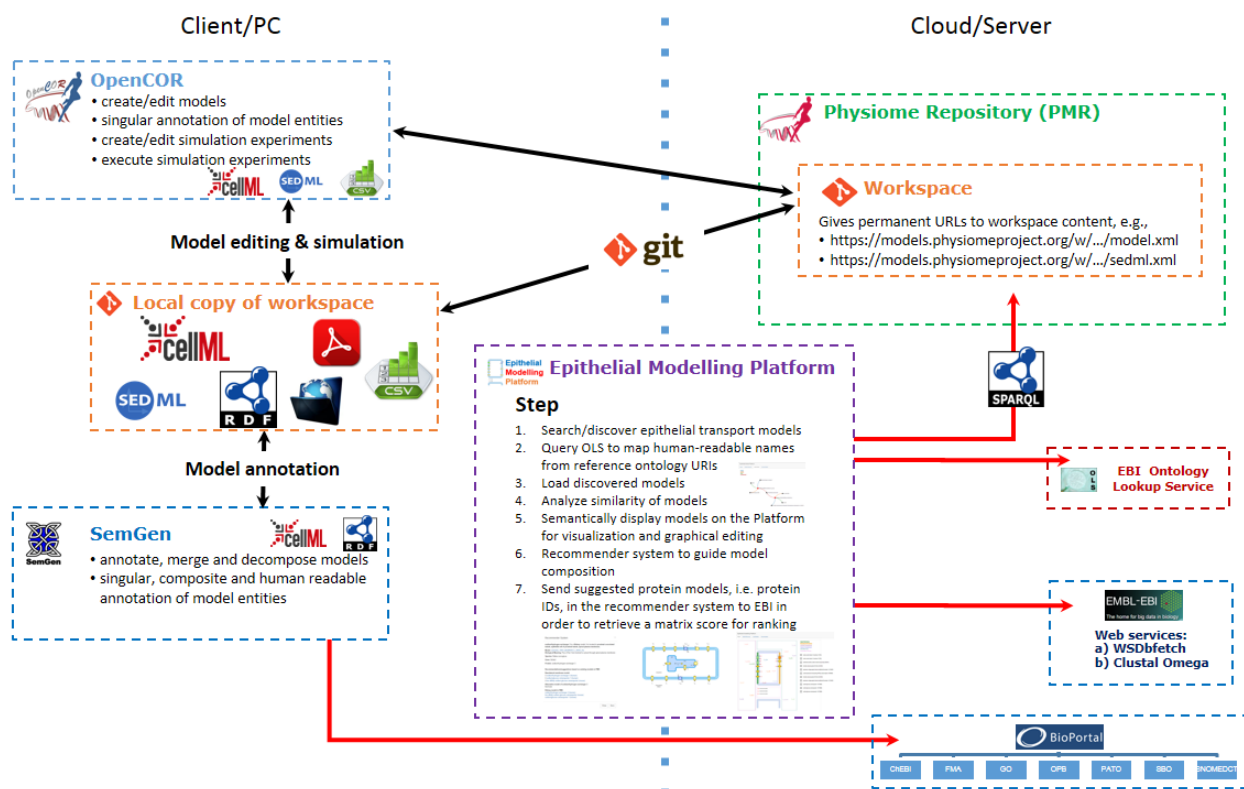 Client/PC
Cloud/Server
OpenCOR
OpenCOR
• create/edit models
• singular annotation of model entities
• create/edit simulation experiments
• execute simulation experiments
cellML
SED ML
CSV
Model editing & simulation
Local copy of workspace
cellML
CSV
SED ML
RDF
Model annotation
SemGen
SemGen
cellML
RDF
• annotate, merge and decompose models
• singular, composite and human readable
annotation of model entities
git
Physiome Repository (PMR)
Workspace
Gives permanent URLs to workspace content, e.g.,
• https://models.physiomeproject.org/w/.../model.xml
• https://models.physiomeproject.org/w/.../sedml.xml
SPARQL
Epithelial
Modelling
Platform
Epithelial Modelling Platform
Step
1. Search/discover epithelial transport models
2. Query OLS to map human-readable names
from reference ontology URIs
3. Load discovered models
4. Analyze similarity of models
5. Semantically display models on the Platform
for visualization and graphical editing
6. Recommender system to guide model
composition
7. Send suggested protein models, i.e. protein
IDs, in the recommender system to EBI in
order to retrieve a matrix score for ranking
OLS
EBI Ontology
Lookup Service
EMBL-EBI
The home for big data in biology
Web services:
a) WSDbfetch
b) Clustal Omega
BioPortal
ChEBI
FMA
GO
OPB
PATO
SBO
SNOMEDCT